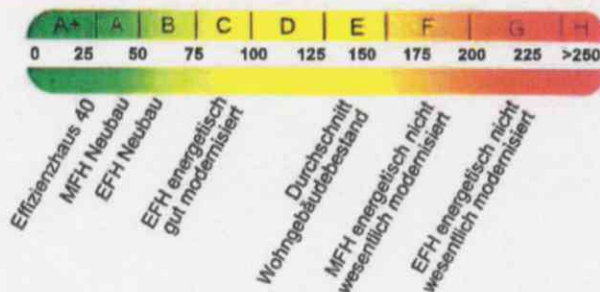 A+ A B C D E F G H
0 25 50 75 100 125 150 175 200 225 >250
Effizienzhaus 40
MFH Neubau
EFH Neubau
EFH energetisch
gut modernisiert
Durchschnitt
Wohngebäudebestand
MFH energetisch nicht
wesentlich modernisiert
EFH energetisch nicht
wesentlich modernisiert